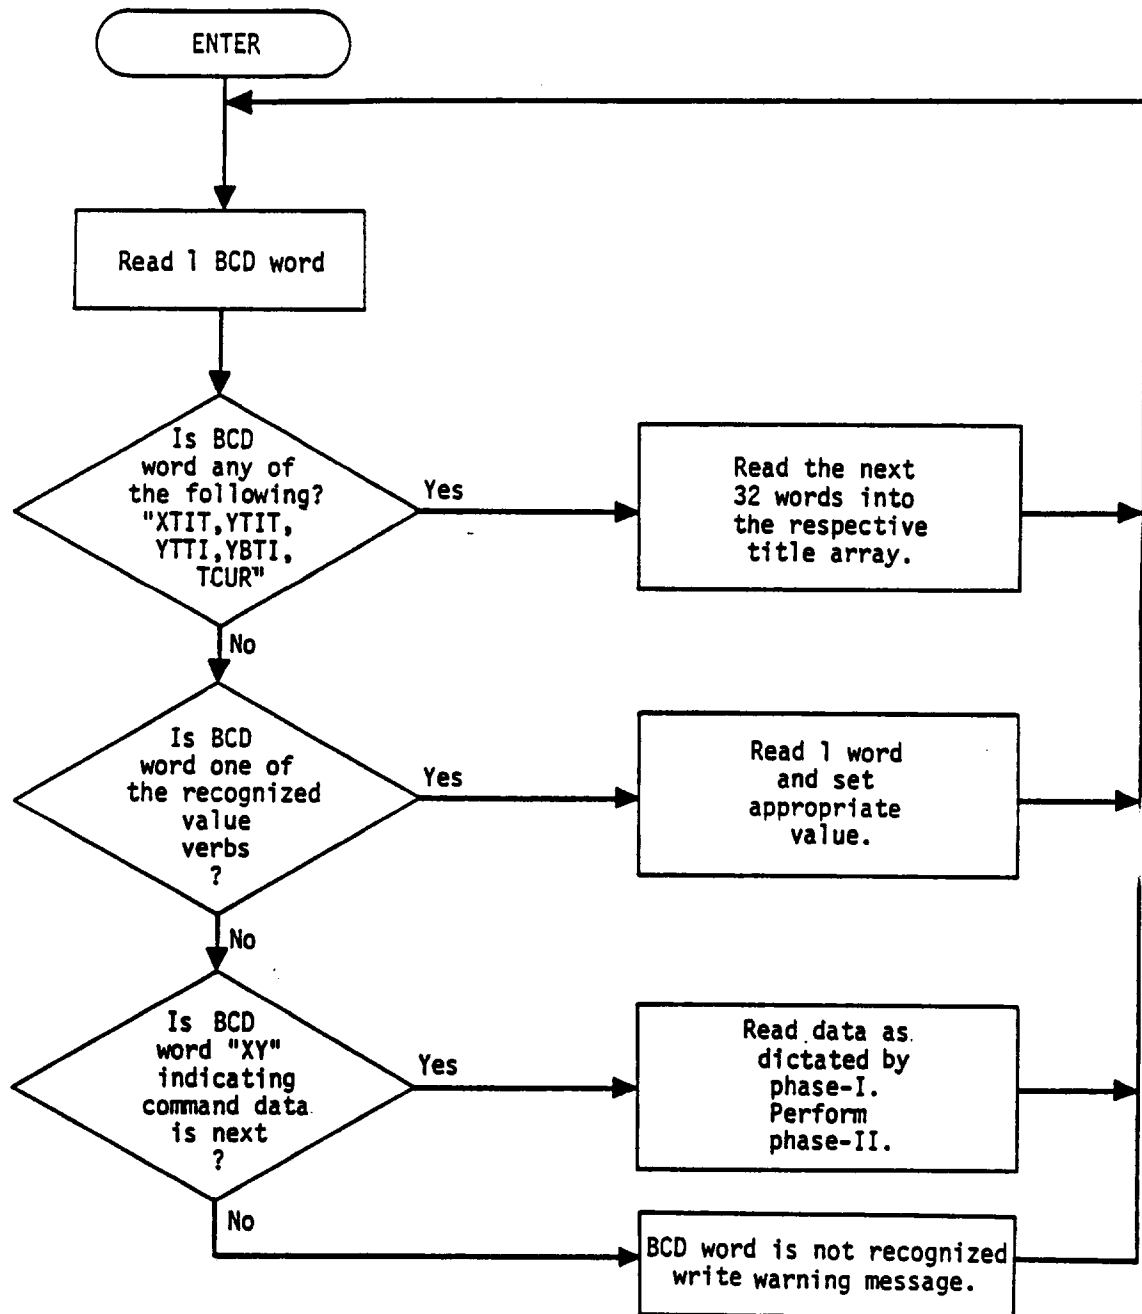 ENTER
Read 1 BCD word
Is BCD
word any of
the following?
"XTIT,YTIT,
YTTI,YBTI,
TCUR"
Yes
Read the next
32 words into
the respective
title array.
No
Is BCD
word one of
the recognized
value
verbs
?
Yes
Read 1 word
and set
appropriate
value.
No
Is BCD
word "XY"
indicating
command data
is next
?
Yes
Read data as
dictated by
phase-I.
Perform
phase-II.
No
BCD word is not recognized
write warning message.